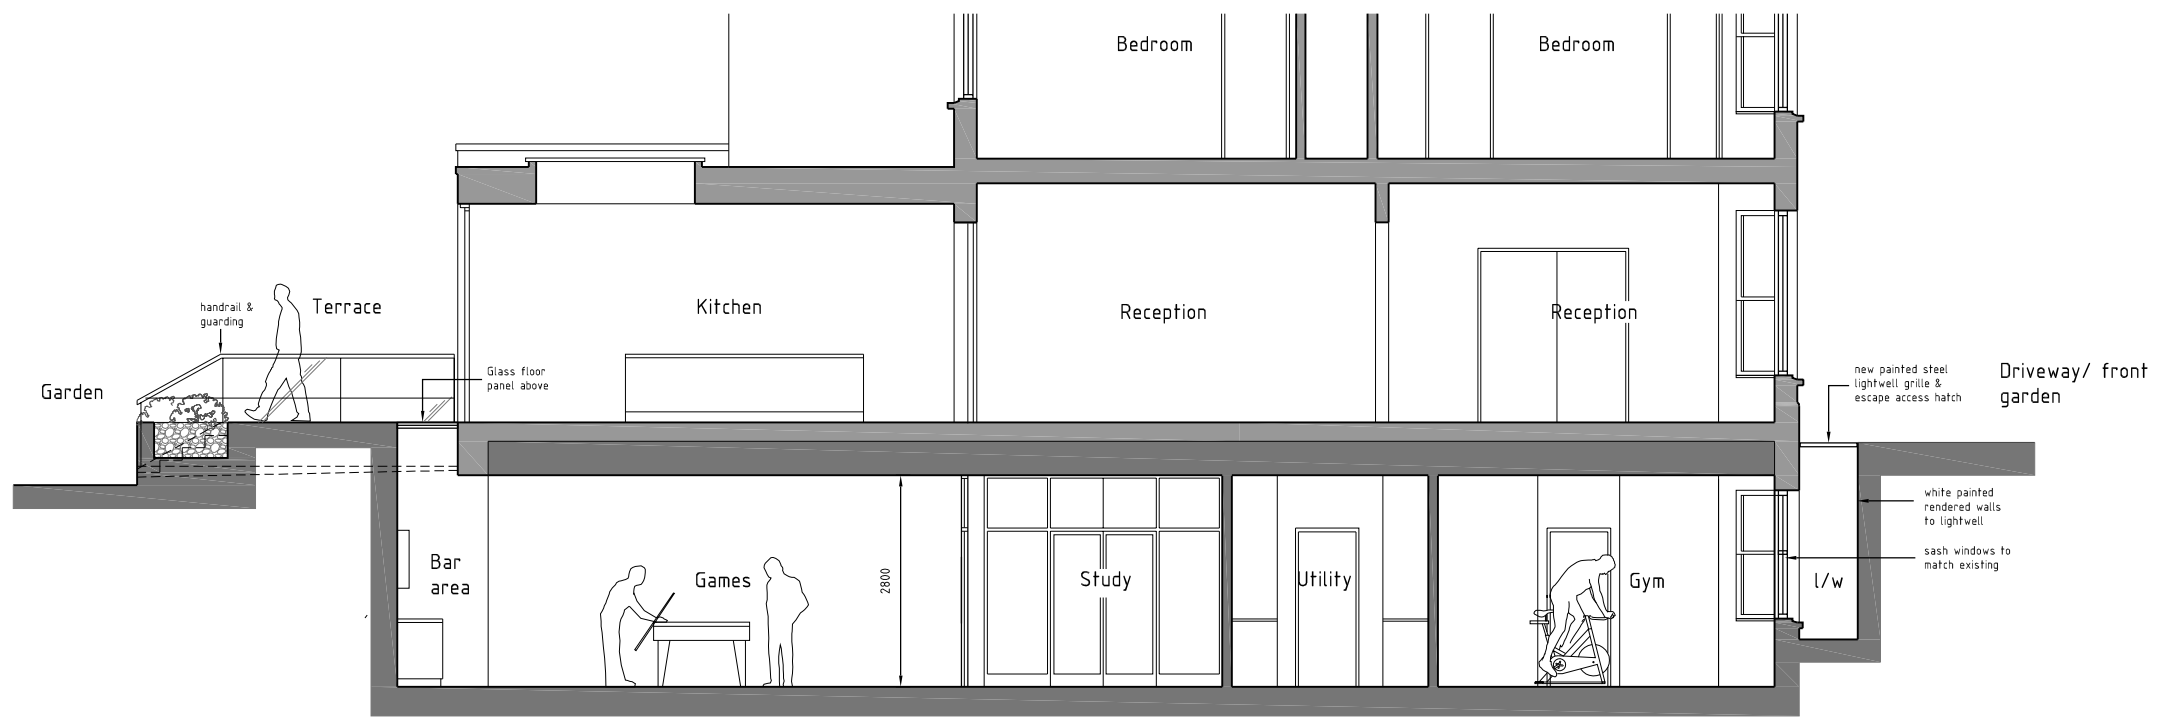 Bedroom
Bedroom
handrail &
guarding
Terrace
Kitchen
Reception
Reception
Garden
Glass floor
panel above
new painted steel
lightwell grille &
escape access hatch
Driveway/ front
garden
white painted
rendered walls
to lightwell
sash windows to
match existing
Bar
area
Games
2800
Study
Utility
Gym
l/w